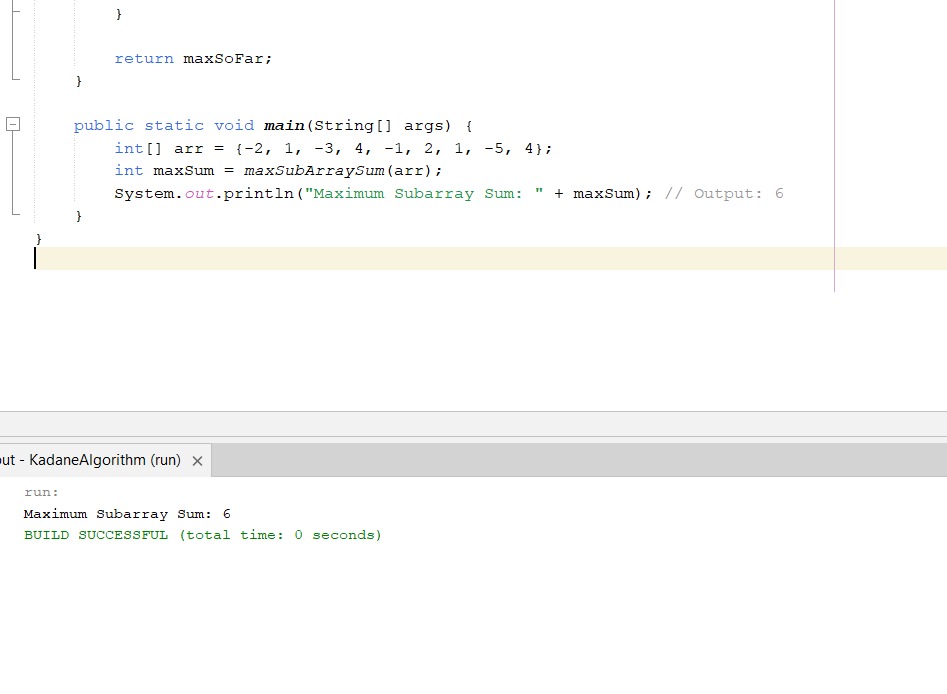 }
return maxSoFar;
}
public static void main(String[] args) {
int[] arr = {-2, 1, -3, 4, -1, 2, 1, -5, 4};
int maxSum = maxSubArraySum(arr);
System.out.println("Maximum Subarray Sum: " + maxSum); // Output: 6
}
}
out - KadaneAlgorithm (run) ×
run:
Maximum Subarray Sum: 6
BUILD SUCCESSFUL (total time: 0 seconds)